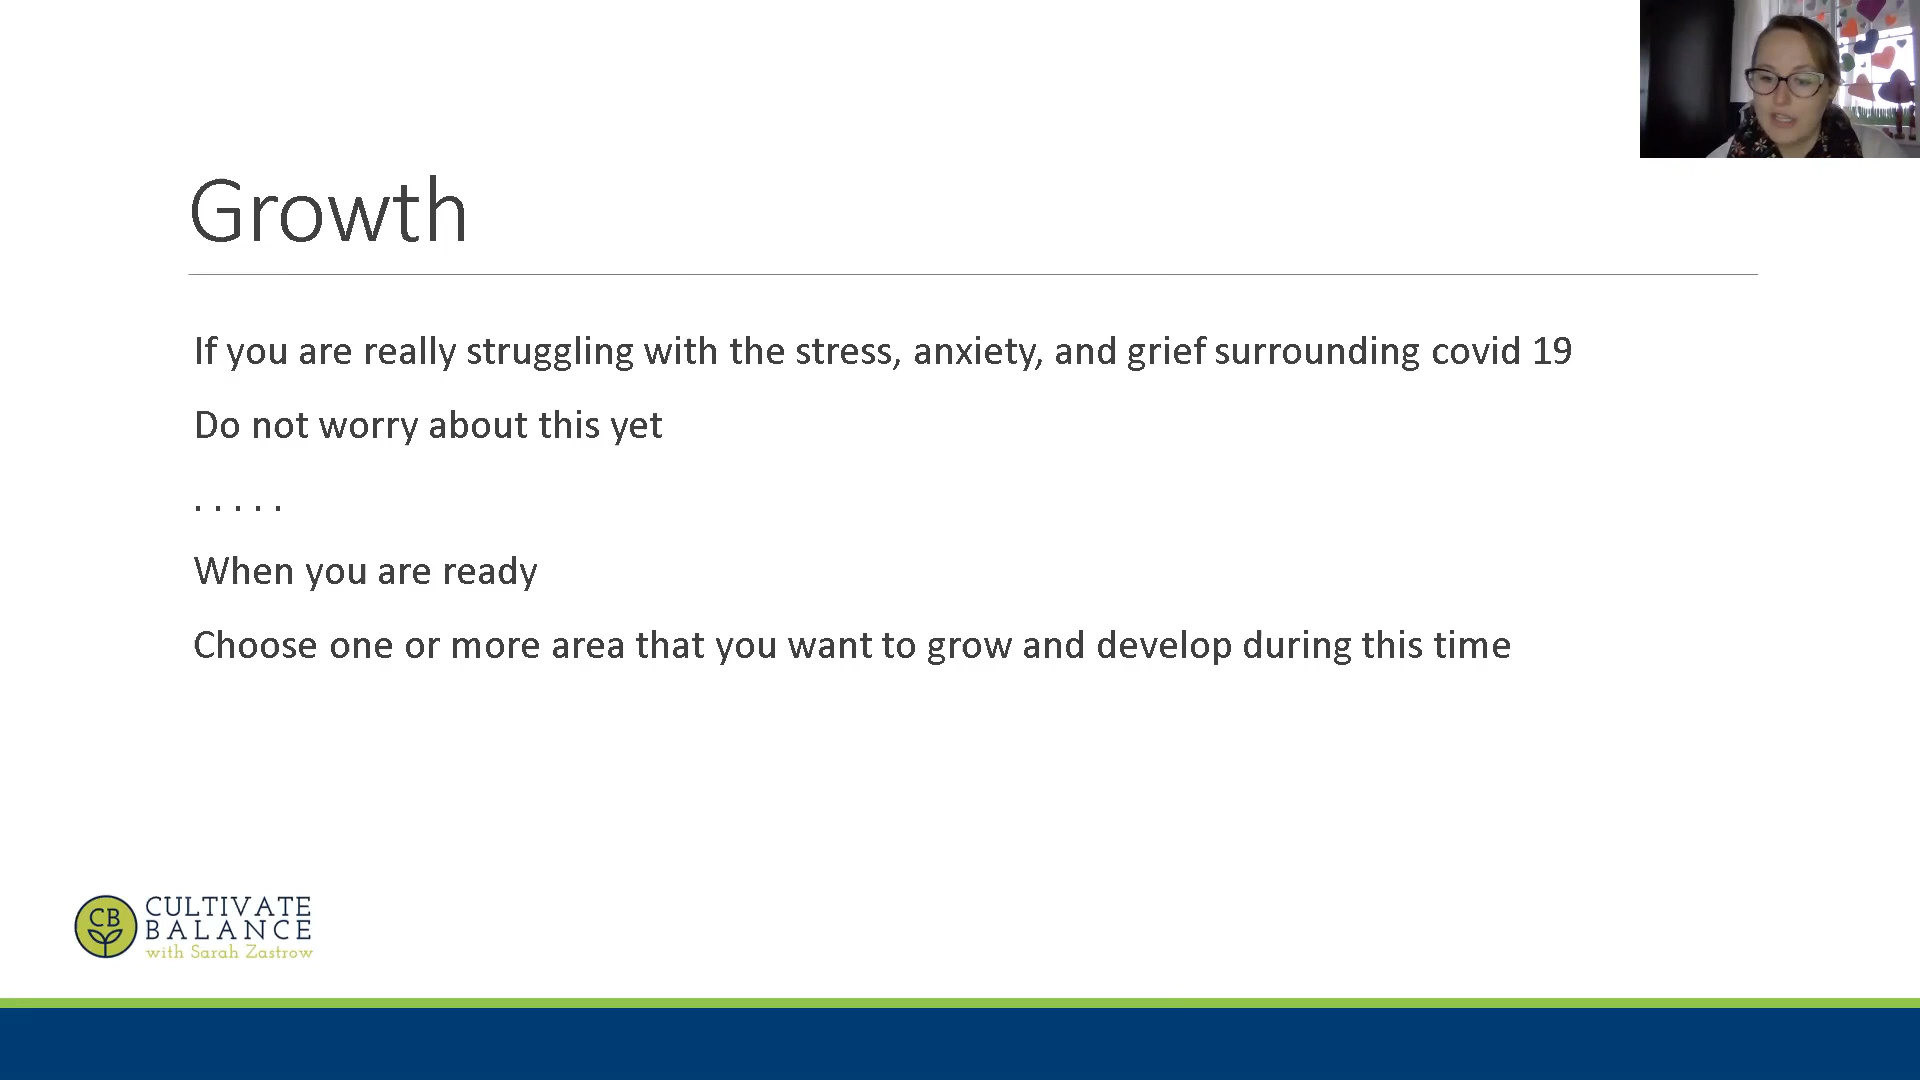 Growth
If you are really struggling with the stress, anxiety, and grief surrounding covid 19
Do not worry about this yet
. . . . .
When you are ready
Choose one or more area that you want to grow and develop during this time
CB
CULTIVATE
BALANCE
with Sarah Zastrow